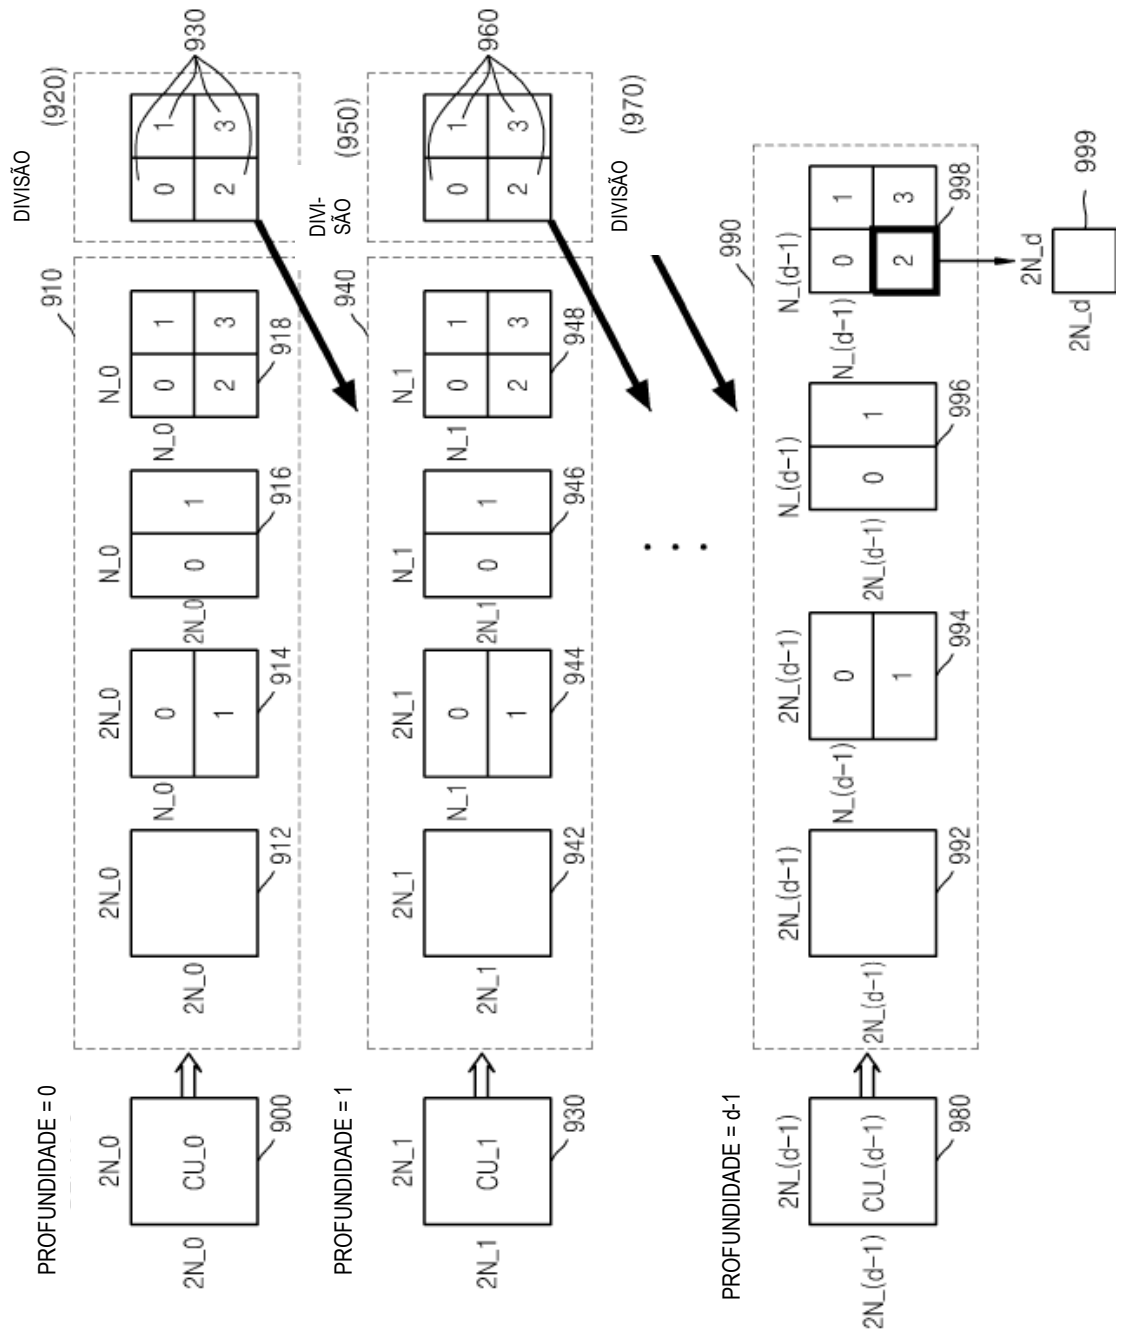 PROFUNDIDADE = 0
2N_0
2N_0
CU_0
900
910
2N_0
2N_0
912
2N_0
N_0
0
1
914
N_0
2N_0
0
1
916
N_0
N_0
0
1
2
3
918
DIVISÃO
(920)
0
1
2
3
930
PROFUNDIDADE = 1
2N_1
2N_1
CU_1
930
940
2N_1
2N_1
942
2N_1
N_1
0
1
944
N_1
2N_1
0
1
946
N_1
N_1
0
1
2
3
948
DIVI-
SÃO
(950)
0
1
2
3
960
DIVISÃO
(970)
. . .
PROFUNDIDADE = d-1
2N_(d-1)
2N_(d-1)
CU_(d-1)
980
990
2N_(d-1)
2N_(d-1)
992
2N_(d-1)
N_(d-1)
0
1
994
N_(d-1)
2N_(d-1)
0
1
996
N_(d-1)
N_(d-1)
0
1
2
3
998
2N_d
2N_d
999